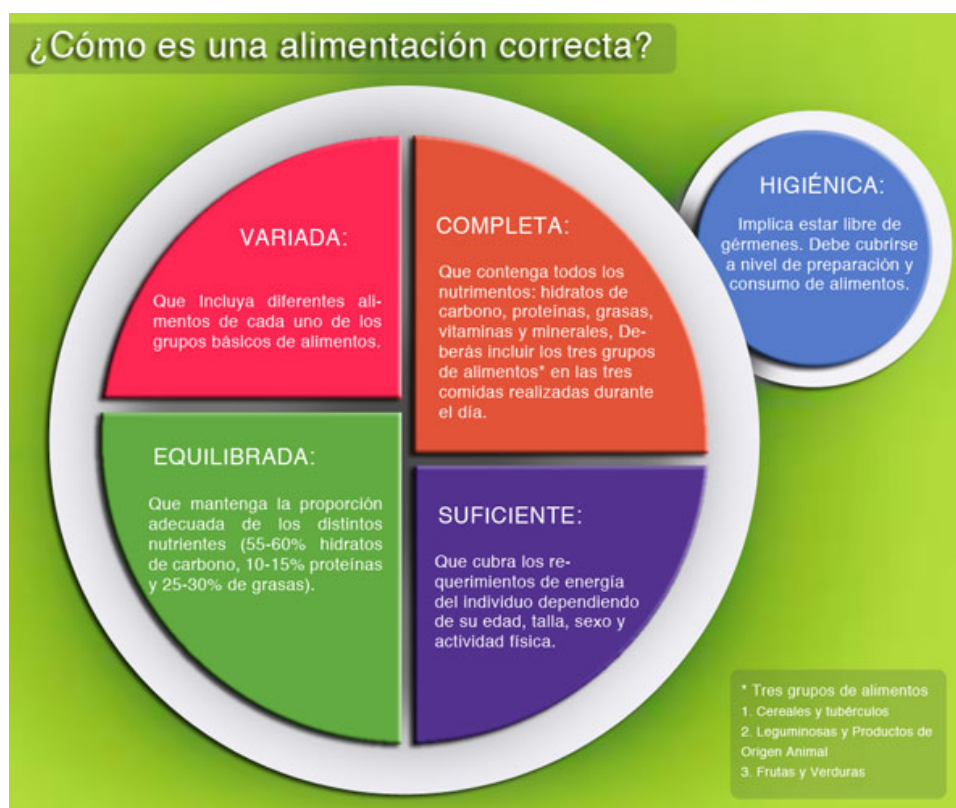 ¿Cómo es una alimentación correcta?
VARIADA:
Que Incluya diferentes ali-
mentos de cada uno de los
grupos básicos de alimentos.
COMPLETA:
Que contenga todos los
nutrimentos: hidratos de
carbono, proteínas, grasas,
vitaminas y minerales, De-
berás incluir los tres grupos
de alimentos* en las tres
comidas realizadas durante
el día.
HIGIÉNICA:
Implica estar libre de
gérmenes. Debe cubrirse
a nivel de preparación y
consumo de alimentos.
EQUILIBRADA:
Que mantenga la proporción
adecuada de los distintos
nutrientes (55-60% hidratos
de carbono, 10-15% proteínas
y 25-30% de grasas).
SUFICIENTE:
Que cubra los re-
querimientos de energía
del individuo dependiendo
de su edad, talla, sexo y
actividad física.
* Tres grupos de alimentos
1. Cereales y tubérculos
2. Leguminosas y Productos de
Origen Animal
3. Frutas y Verduras